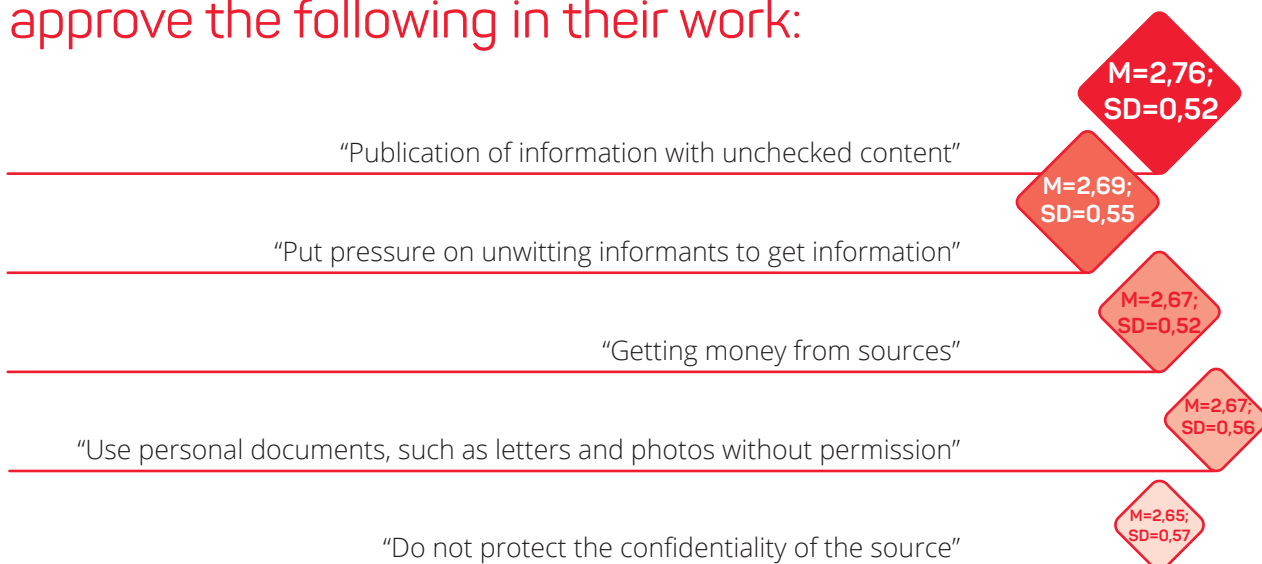 approve the following in their work:
M=2,76;
SD=0,52
“Publication of information with unchecked content”
M=2,69;
SD=0,55
“Put pressure on unwitting informants to get information”
M=2,67;
SD=0,52
“Getting money from sources”
M=2,67;
SD=0,56
“Use personal documents, such as letters and photos without permission”
M=2,65;
SD=0,57
“Do not protect the confidentiality of the source”